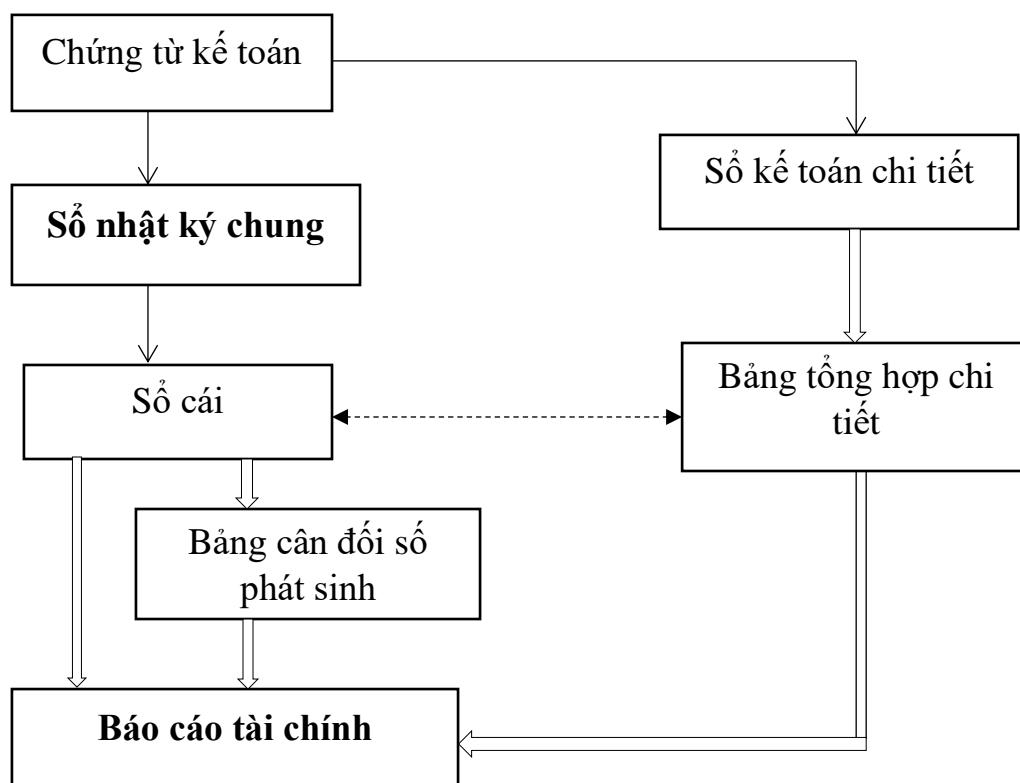 Chứng từ kế toán
Sổ kế toán chi tiết
Sổ nhật ký chung
Sổ cái
Bảng tổng hợp chi
tiết
Bảng cân đối số
phát sinh
Báo cáo tài chính